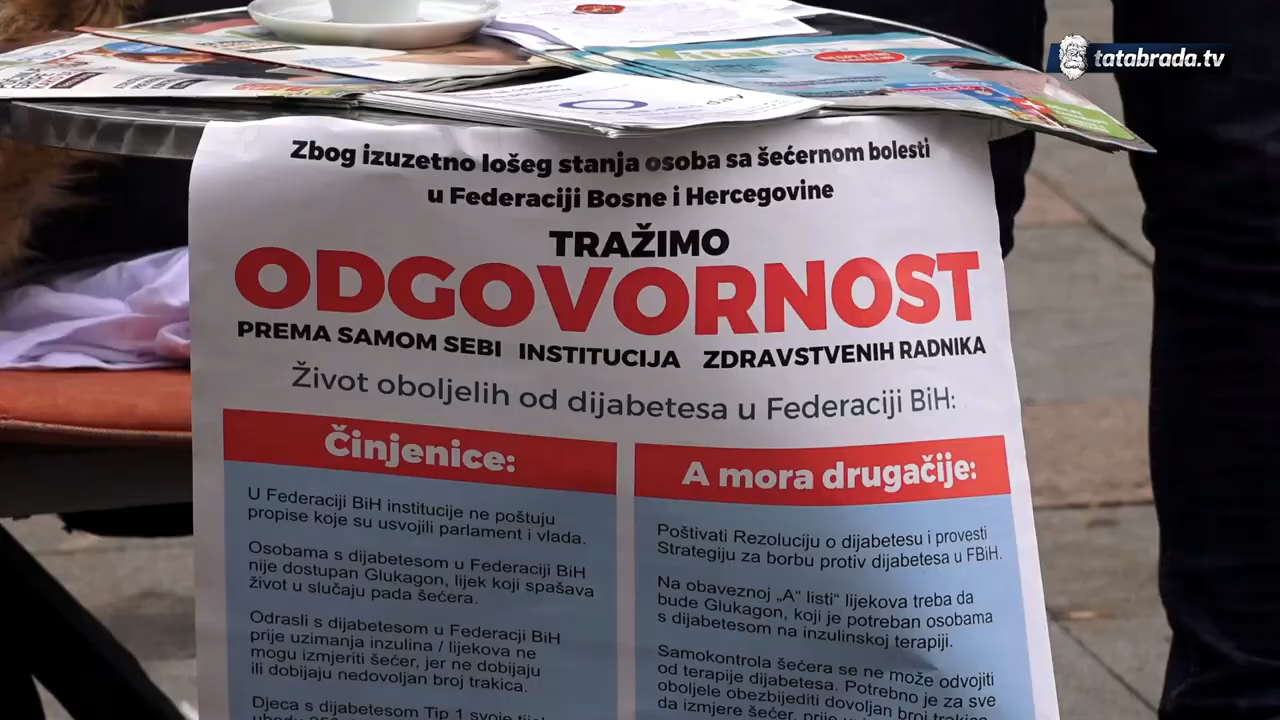 tatabrada.tv
Zbog izuzetno lošeg stanja osoba sa šećernom bolesti
u Federaciji Bosne i Hercegovine
TRAŽIMO
ODGOVORNOST
PREMA SAMOM SEBI INSTITUCIJA ZDRAVSTVENIH RADNIKA
Život oboljelih od dijabetesa u Federaciji BiH:
Činjenice:
U Federaciji BiH institucije ne poštuju
propise koje su usvojili parlament i vlada.
Osobama s dijabetesom u Federaciji BiH
nije dostupan Glukagon, lijek koji spašava
život u slučaju pada šećera.
Odrasli s dijabetesom u Federacji BiH
prije uzimanja inzulina / lijekova ne
mogu izmjeriti šećer, jer ne dobijaju
ili dobijaju nedovoljan broj trakica.
Djeca s dijabetesom Tip 1 svoje
A mora drugačije:
Poštivati Rezoluciju o dijabetesu i provesti
Strategiju za borbu protiv dijabetesa u FBiH.
Na obaveznoj „A“ listi“ lijekova treba da
bude Glukagon, koji je potreban osobama
s dijabetesom na inzulinskoj terapiji.
Samokontrola šećera se ne može odvojiti
od terapije dijabetesa. Potrebno je za sve
oboljele obezbijediti dovoljan broj trakica
da izmjere šećer, prije